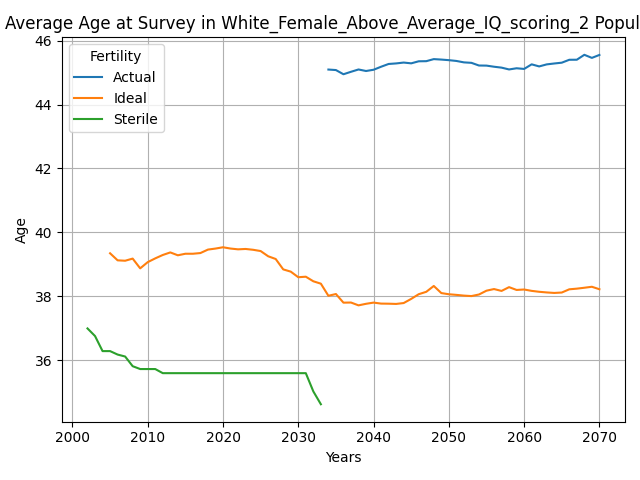 Average Age at Survey in White_Female_Above_Average_IQ_scoring_2 Popul
Fertility
Actual
Ideal
Sterile
46
44
42
40
38
36
Age
2000 2010 2020 2030 2040 2050 2060 2070
Years